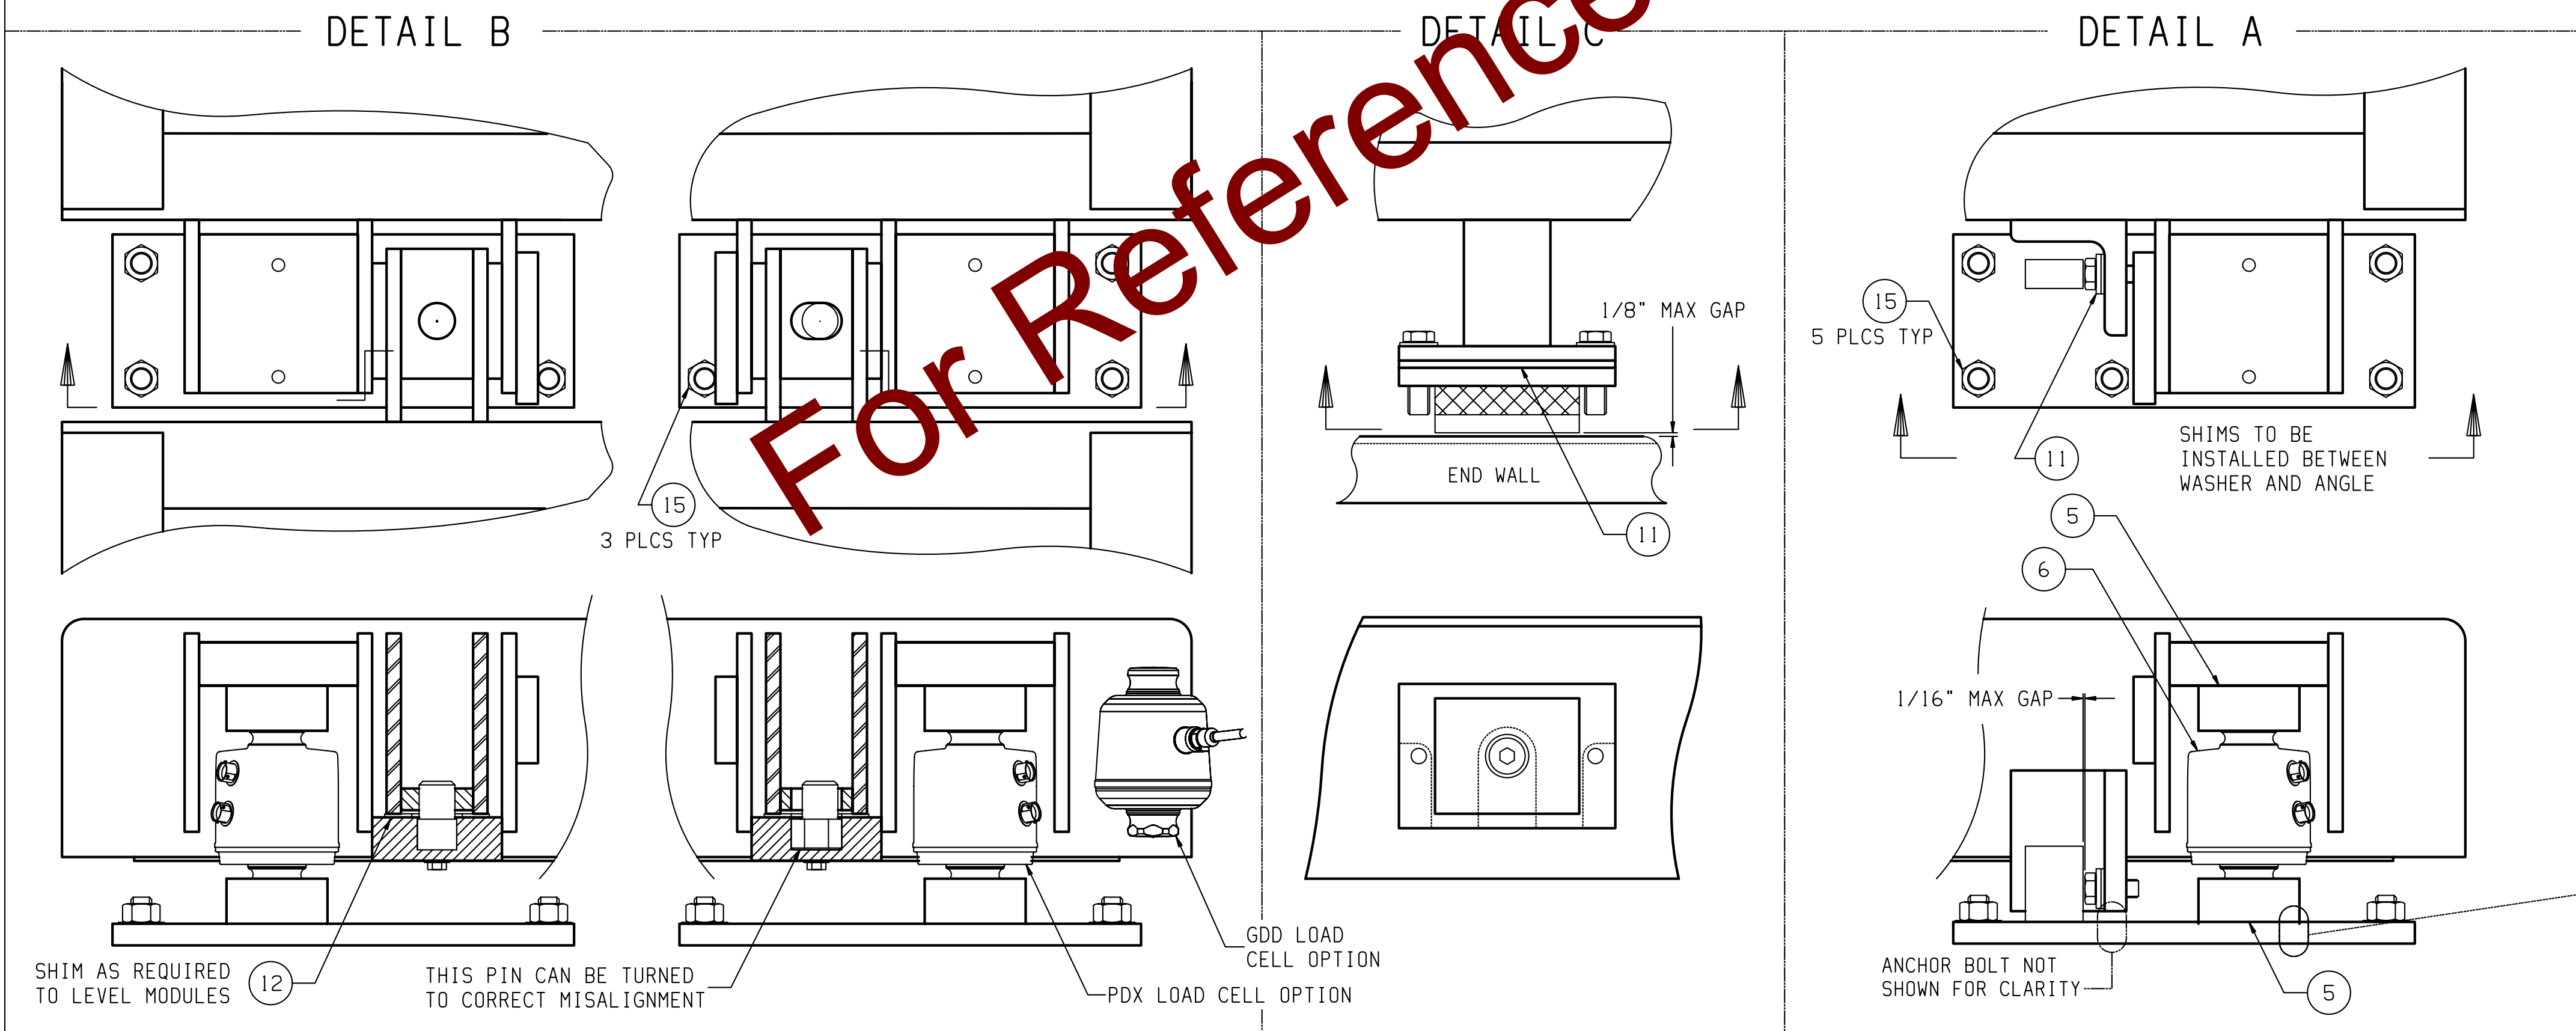 DETAIL B
DETAIL C
DETAIL A
For Reference
1/8" MAX GAP
15
5 PLCS TYP
END WALL
11
11
SHIMS TO BE
INSTALLED BETWEEN
WASHER AND ANGLE
15
3 PLCS TYP
5
6
1/16" MAX GAP
GDD LOAD
CELL OPTION
SHIM AS REQUIRED
TO LEVEL MODULES
12
THIS PIN CAN BE TURNED
TO CORRECT MISALIGNMENT
PDX LOAD CELL OPTION
ANCHOR BOLT NOT
SHOWN FOR CLARITY
5